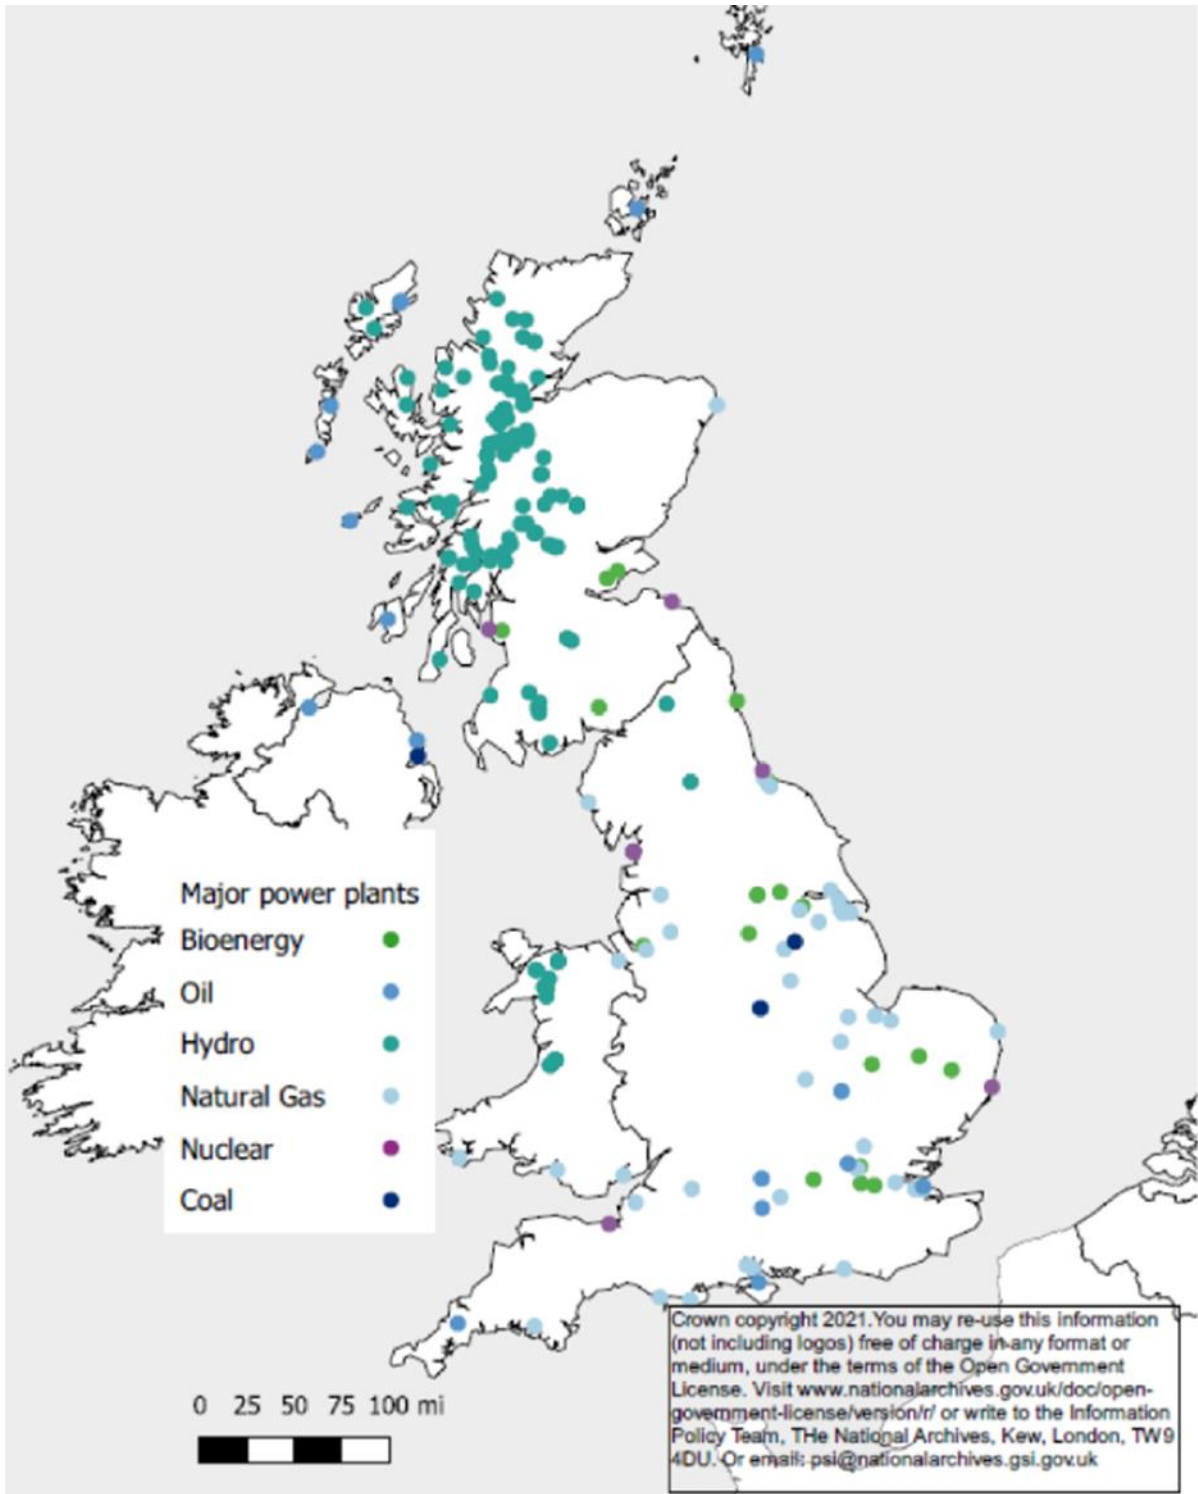 Major power plants
Bioenergy
Oil
Hydro
Natural Gas
Nuclear
Coal
0 25 50 75 100 mi
Crown copyright 2021.You may re-use this information
(not including logos) free of charge in any format or
medium, under the terms of the Open Government
License. Visit www.nationalarchives.gov.uk/doc/open-
government-license/version/r/ or write to the Information
Policy Team, THe National Archives, Kew, London, TW9
4DU. Or email: psi@nationalarchives.gsi.gov.uk